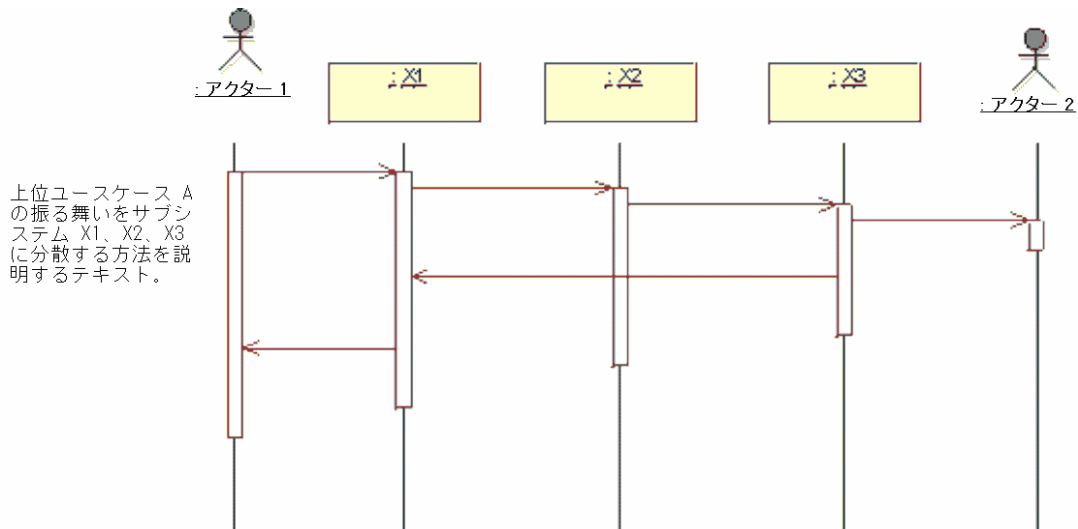 : アクター 1
: X1
: X2
: X3
: アクター 2
上位ユースケース A
の振る舞いをサブシ
ステム X1、X2、X3
に分散する方法を説
明するテキスト。